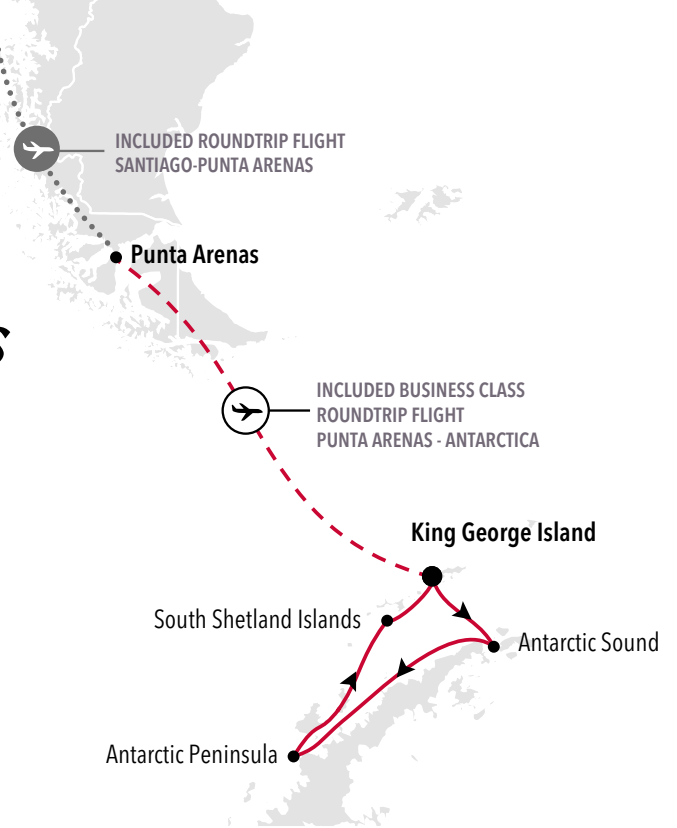 INCLUDED ROUNDTRIP FLIGHT
SANTIAGO-PUNTA ARENAS
Punta Arenas
s
INCLUDED BUSINESS CLASS
ROUNDTRIP FLIGHT
PUNTA ARENAS - ANTARCTICA
King George Island
South Shetland Islands
Antarctic Sound
Antarctic Peninsula